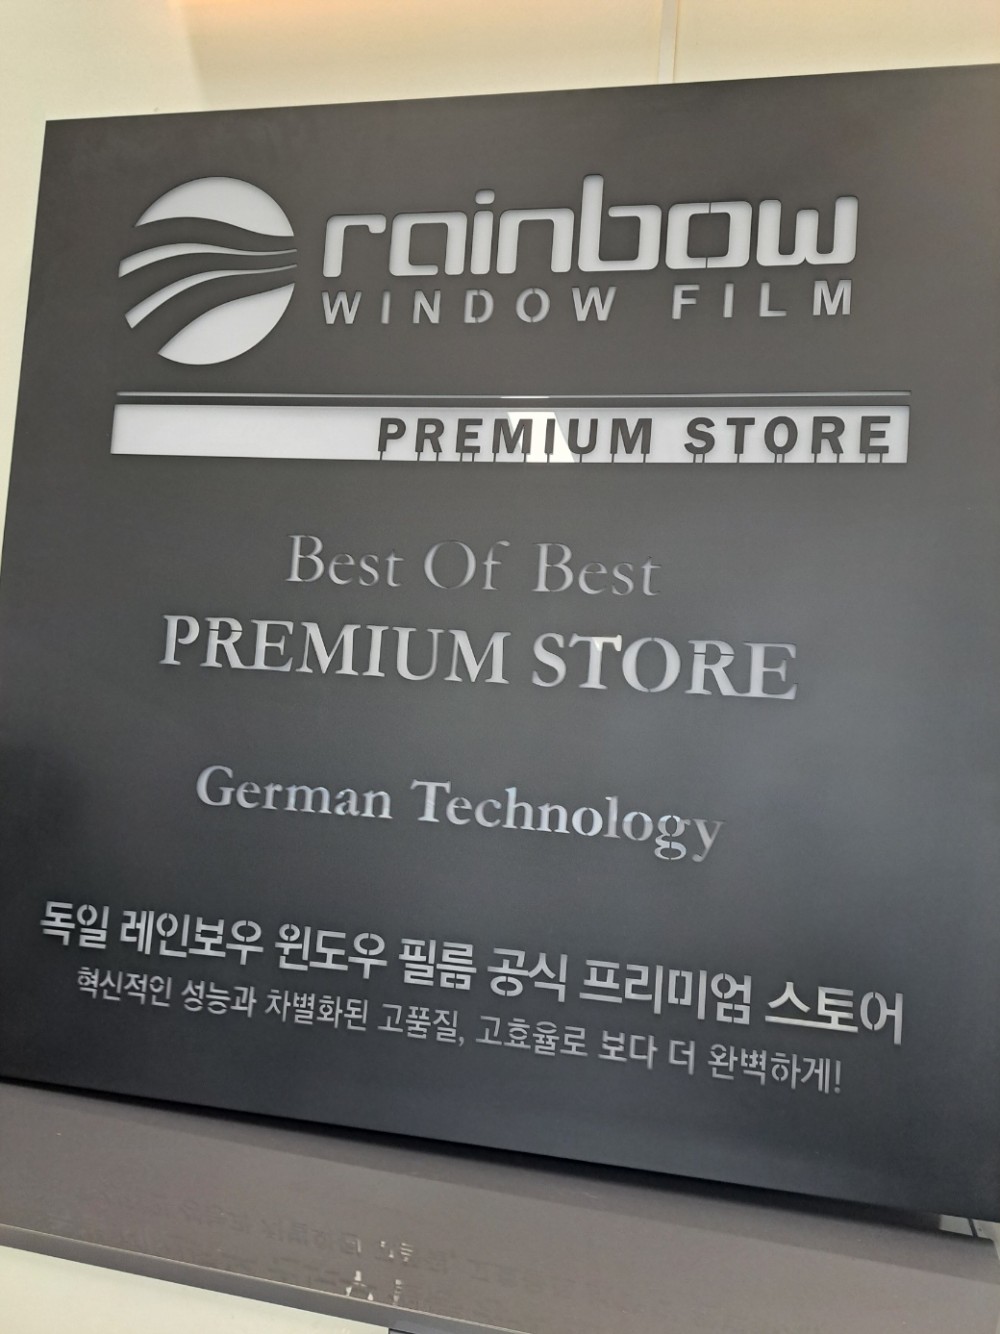 rainbow
WINDOW FILM
PREMIUM STORE
Best Of Best
PREMIUM STORE
German Technology
독일 레인보우 윈도우 필름 공식 프리미엄 스토어
혁신적인 성능과 차별화된 고품질, 고효율로 보다 더 완벽하게!